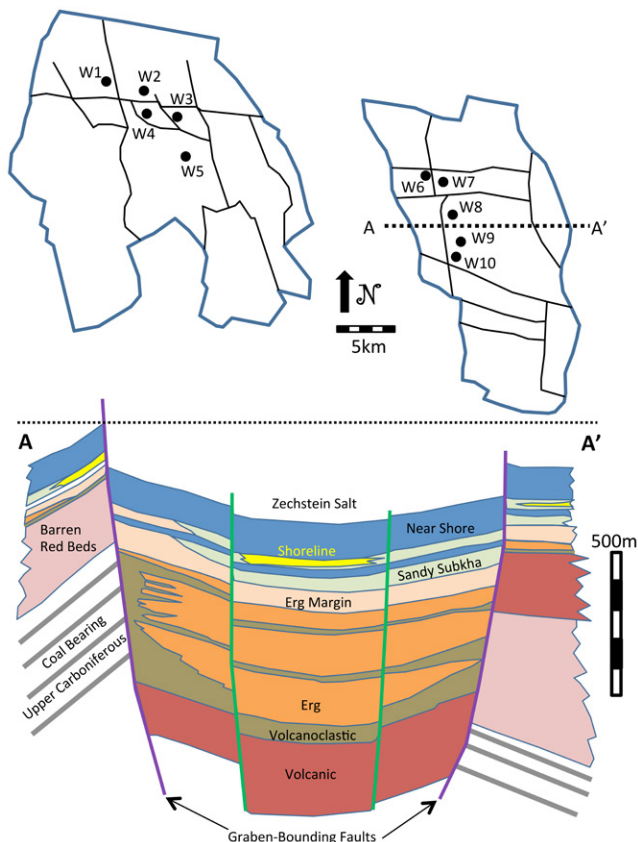 W1
W2
W3
W4
W5
W6
W7
W8
A
A'
W9
W10
N
5km
A
A'
Zechstein Salt
Near Shore
Shoreline
Barren
Red Beds
500m
Sandy Subkha
Erg Margin
Coal Bearing
Upper Carboniferous
Erg
Volcanoclastic
Volcanic
Graben-Bounding Faults